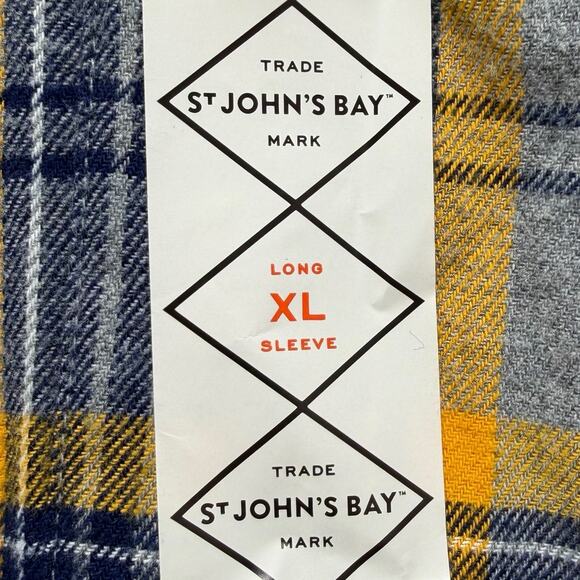 TRADE
ST JOHN'S BAY™
MARK
LONG
XL
SLEEVE
TRADE
ST JOHN'S BAY™
MARK